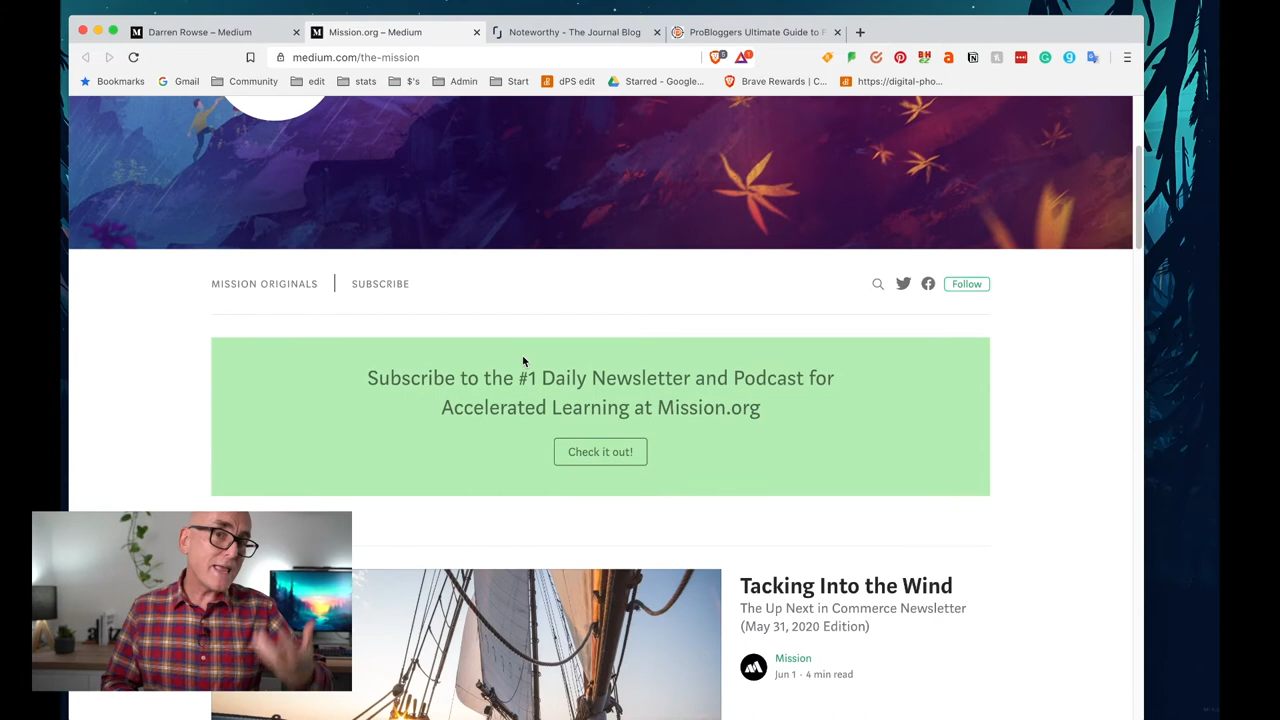 Darren Rowse – Medium
Mission.org – Medium
Noteworthy - The Journal Blog
ProBloggers Ultimate Guide to F
medium.com/the-mission
Bookmarks
Gmail
Community
edit
stats
$'s
Admin
Start
dPS edit
Starred - Google...
Brave Rewards | C...
https://digital-pho...
MISSION ORIGINALS
SUBSCRIBE
Follow
Subscribe to the #1 Daily Newsletter and Podcast for
Accelerated Learning at Mission.org
Check it out!
Tacking Into the Wind
The Up Next in Commerce Newsletter
(May 31, 2020 Edition)
Mission
Jun 1 · 4 min read